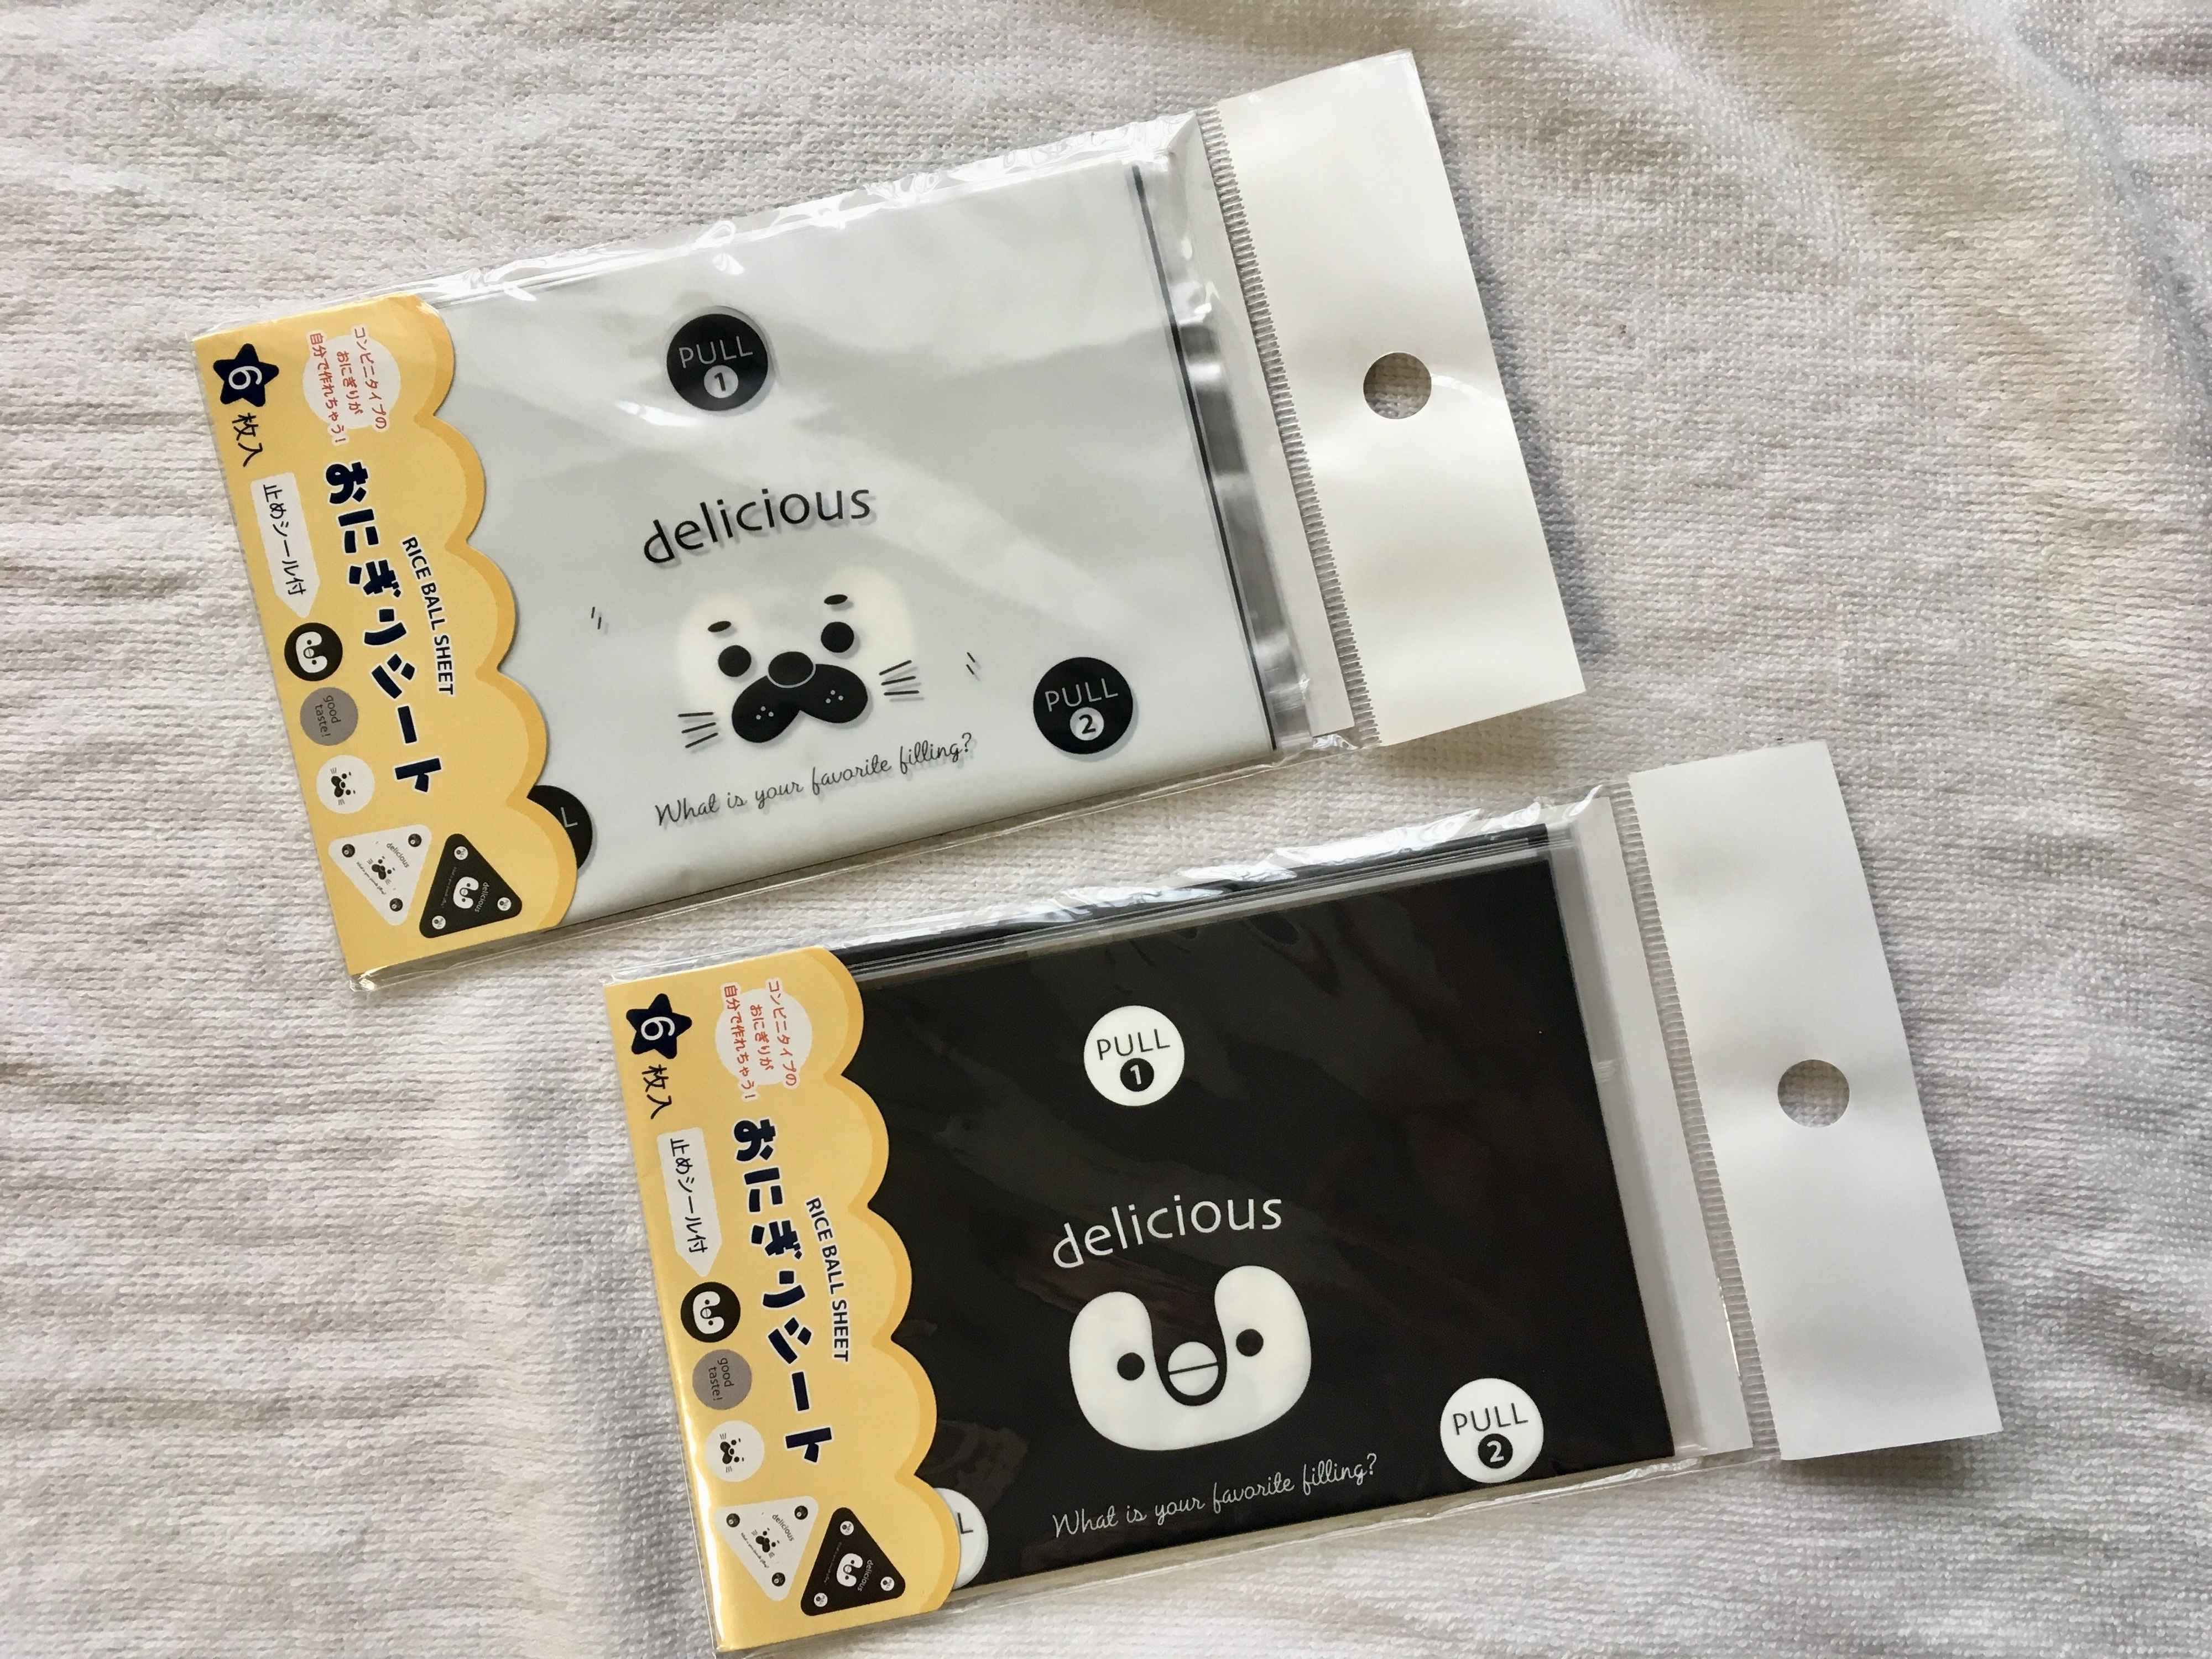 コンビニタイプの
おにぎりが
自分で作れちゃう!
6枚入
RICE BALL SHEET
おにぎりシート
止めシール付
good
taste!
delicious
delicious
PULL
1
delicious
What is your favorite filling?
PULL
2
L
コンビニタイプの
おにぎりが
自分で作れちゃう!
6枚入
RICE BALL SHEET
おにぎりシート
止めシール付
good
taste!
delicious
delicious
PULL
1
delicious
What is your favorite filling?
PULL
2
L